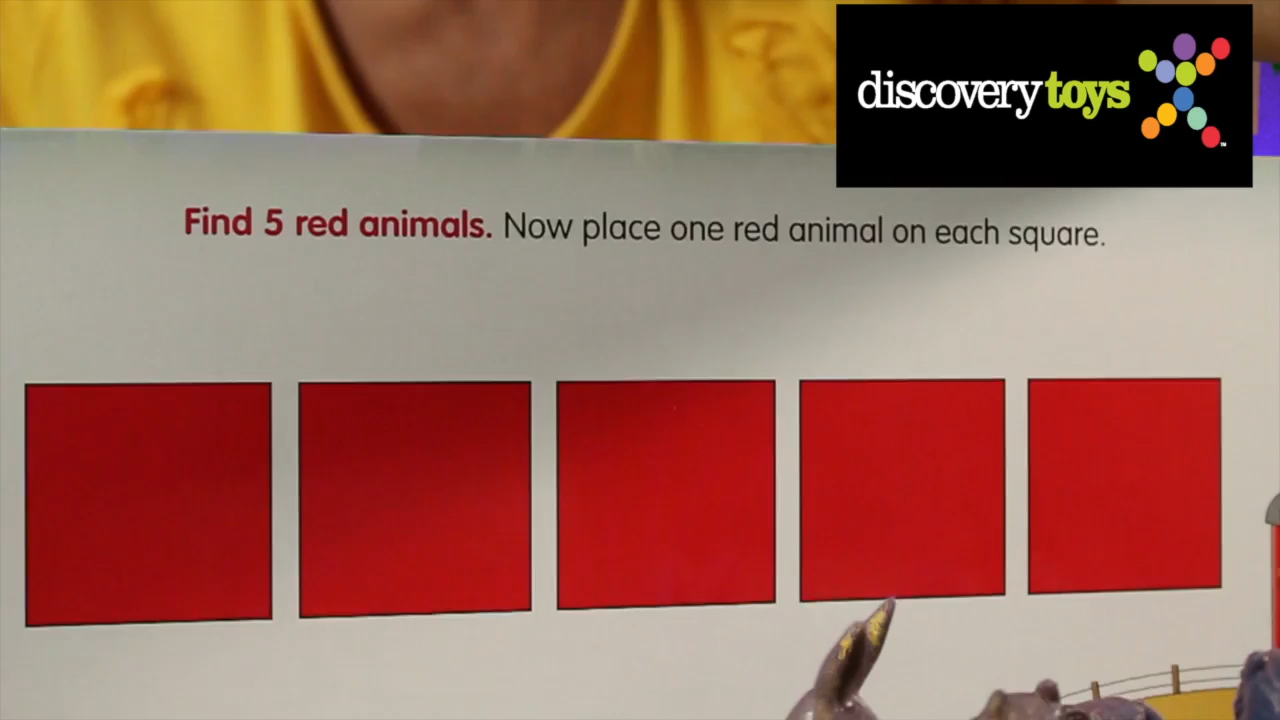 discovery toys
Find 5 red animals. Now place one red animal on each square.